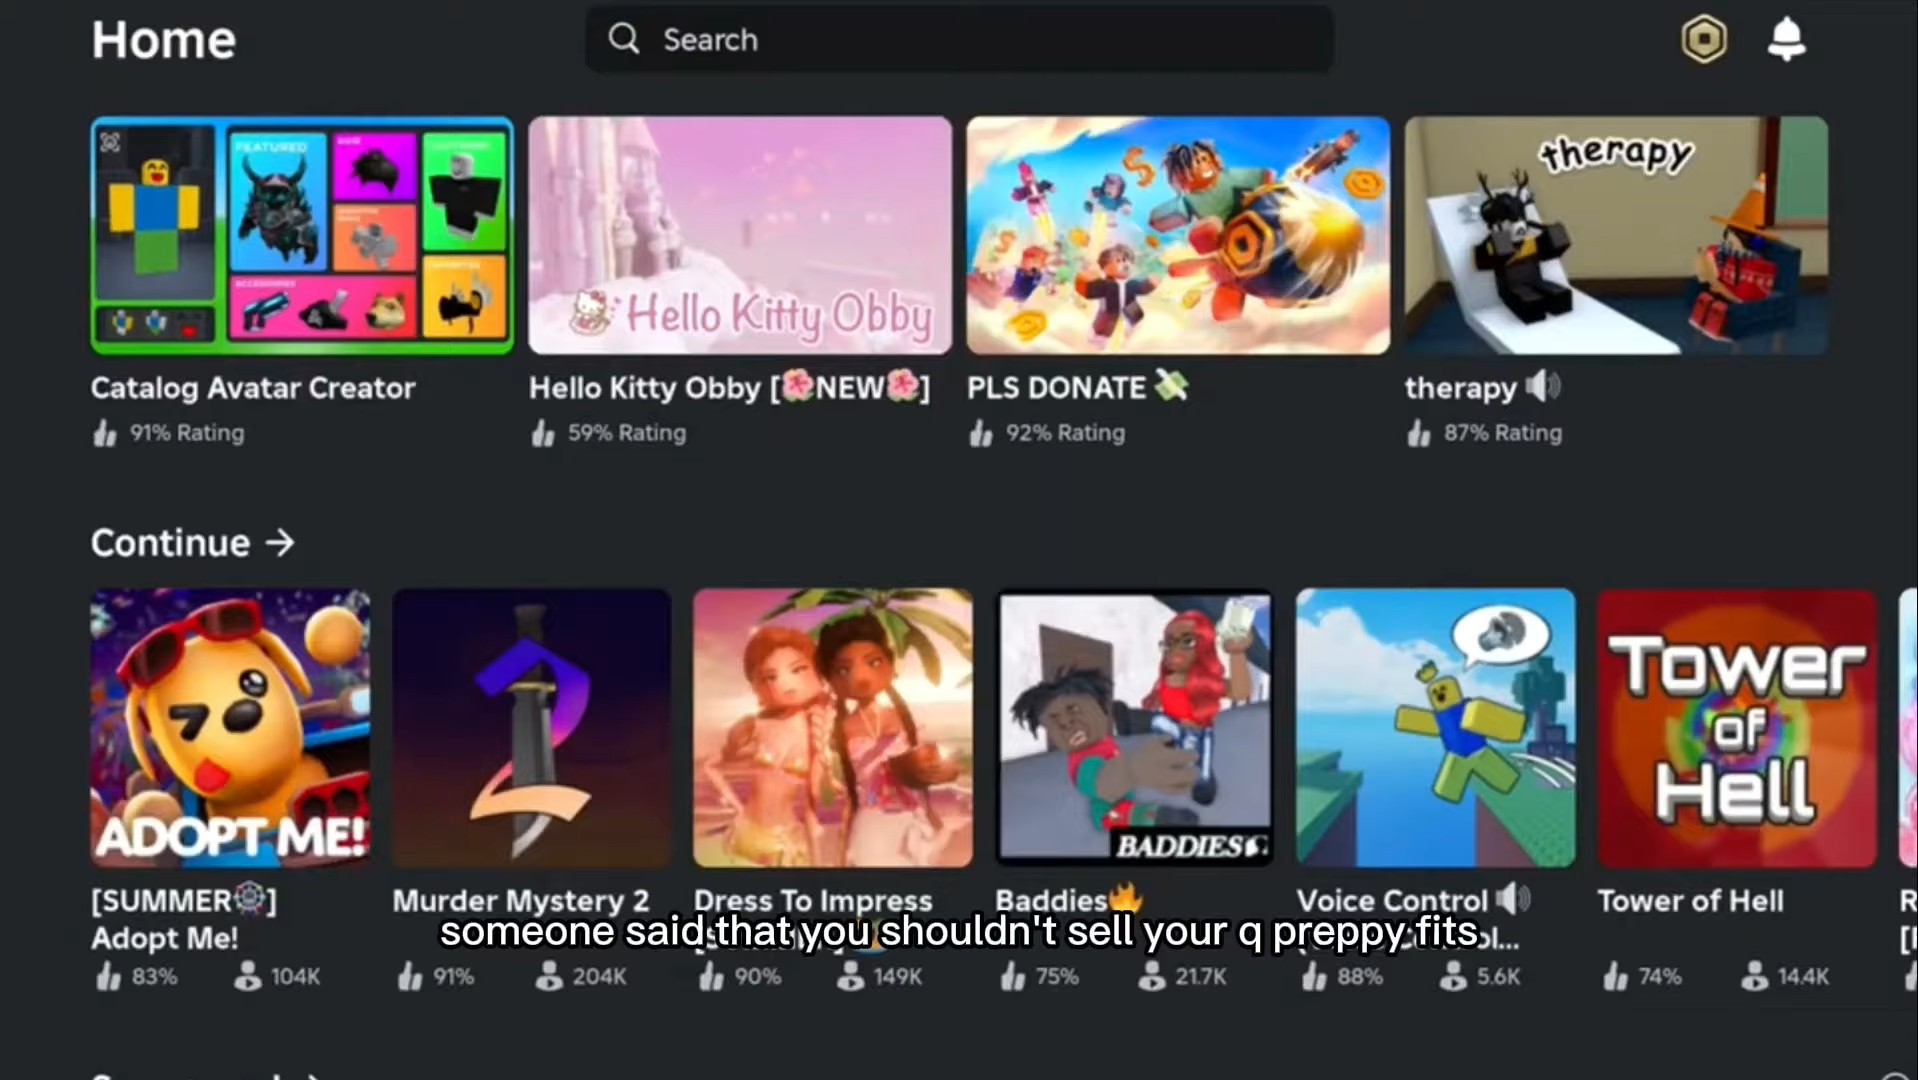 Home
Search
FEATURED
ACCESSORIES
Hello Kitty Obby
therapy
Catalog Avatar Creator
Hello Kitty Obby [🌺NEW🌺]
PLS DONATE 💸
therapy 🔊
91% Rating
59% Rating
92% Rating
87% Rating
Continue →
ADOPT ME!
2
BADDIES
Tower
of
Hell
[SUMMER🎡]
Adopt Me!
Murder Mystery 2
Dress To Impress
Baddies🔥
Voice Control 🔊
Tower of Hell
someone said that you shouldn't sell your q preppy fits
83%
104K
91%
204K
90%
149K
75%
21.7K
88%
5.6K
74%
14.4K